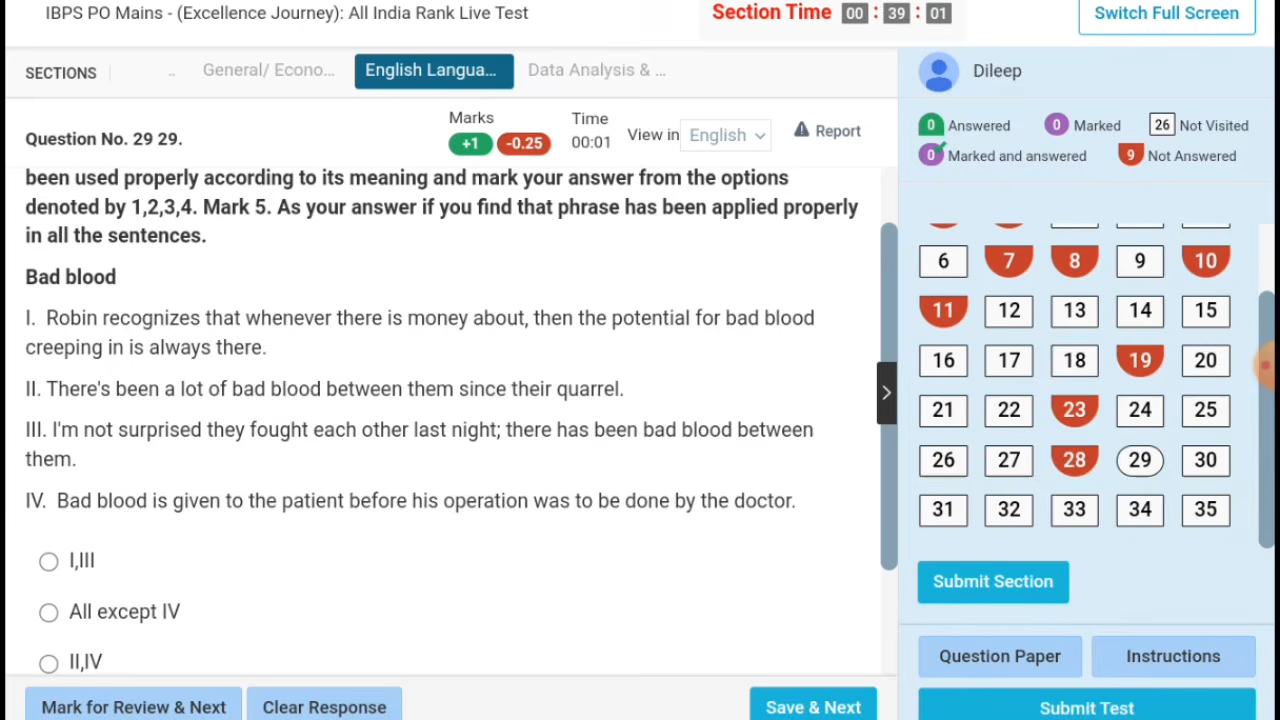 IBPS PO Mains - (Excellence Journey): All India Rank Live Test
Section Time 00 : 39 : 01
Switch Full Screen
SECTIONS
..
General/ Econo...
English Langua...
Data Analysis & ...
Dileep
Question No. 29 29.
Marks
+1 -0.25
Time
00:01
View in English
Report
0 Answered
0 Marked
26 Not Visited
0 Marked and answered
9 Not Answered
been used properly according to its meaning and mark your answer from the options
denoted by 1,2,3,4. Mark 5. As your answer if you find that phrase has been applied properly
in all the sentences.
Bad blood
I. Robin recognizes that whenever there is money about, then the potential for bad blood
creeping in is always there.
II. There's been a lot of bad blood between them since their quarrel.
III. I'm not surprised they fought each other last night; there has been bad blood between
them.
IV. Bad blood is given to the patient before his operation was to be done by the doctor.
I,III
All except IV
II,IV
Mark for Review & Next
Clear Response
Save & Next
6 7 8 9 10
11 12 13 14 15
16 17 18 19 20
21 22 23 24 25
26 27 28 29 30
31 32 33 34 35
Submit Section
Question Paper
Instructions
Submit Test